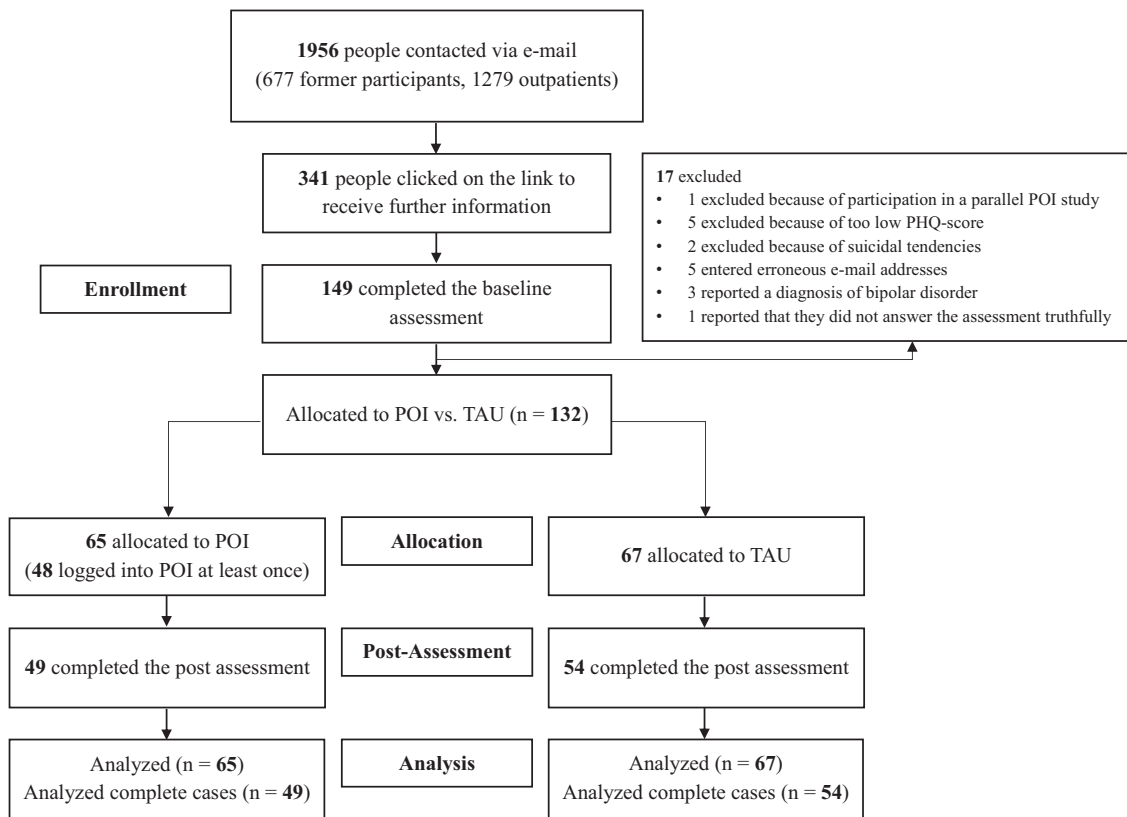 1956 people contacted via e-mail
(677 former participants, 1279 outpatients)
341 people clicked on the link to
receive further information
17 excluded
• 1 excluded because of participation in a parallel POI study
• 5 excluded because of too low PHQ-score
• 2 excluded because of suicidal tendencies
• 5 entered erroneous e-mail addresses
• 3 reported a diagnosis of bipolar disorder
• 1 reported that they did not answer the assessment truthfully
Enrollment
149 completed the baseline
assessment
Allocated to POI vs. TAU (n = 132)
65 allocated to POI
(48 logged into POI at least once)
Allocation
67 allocated to TAU
49 completed the post assessment
Post-Assessment
54 completed the post assessment
Analyzed (n = 65)
Analyzed complete cases (n = 49)
Analysis
Analyzed (n = 67)
Analyzed complete cases (n = 54)